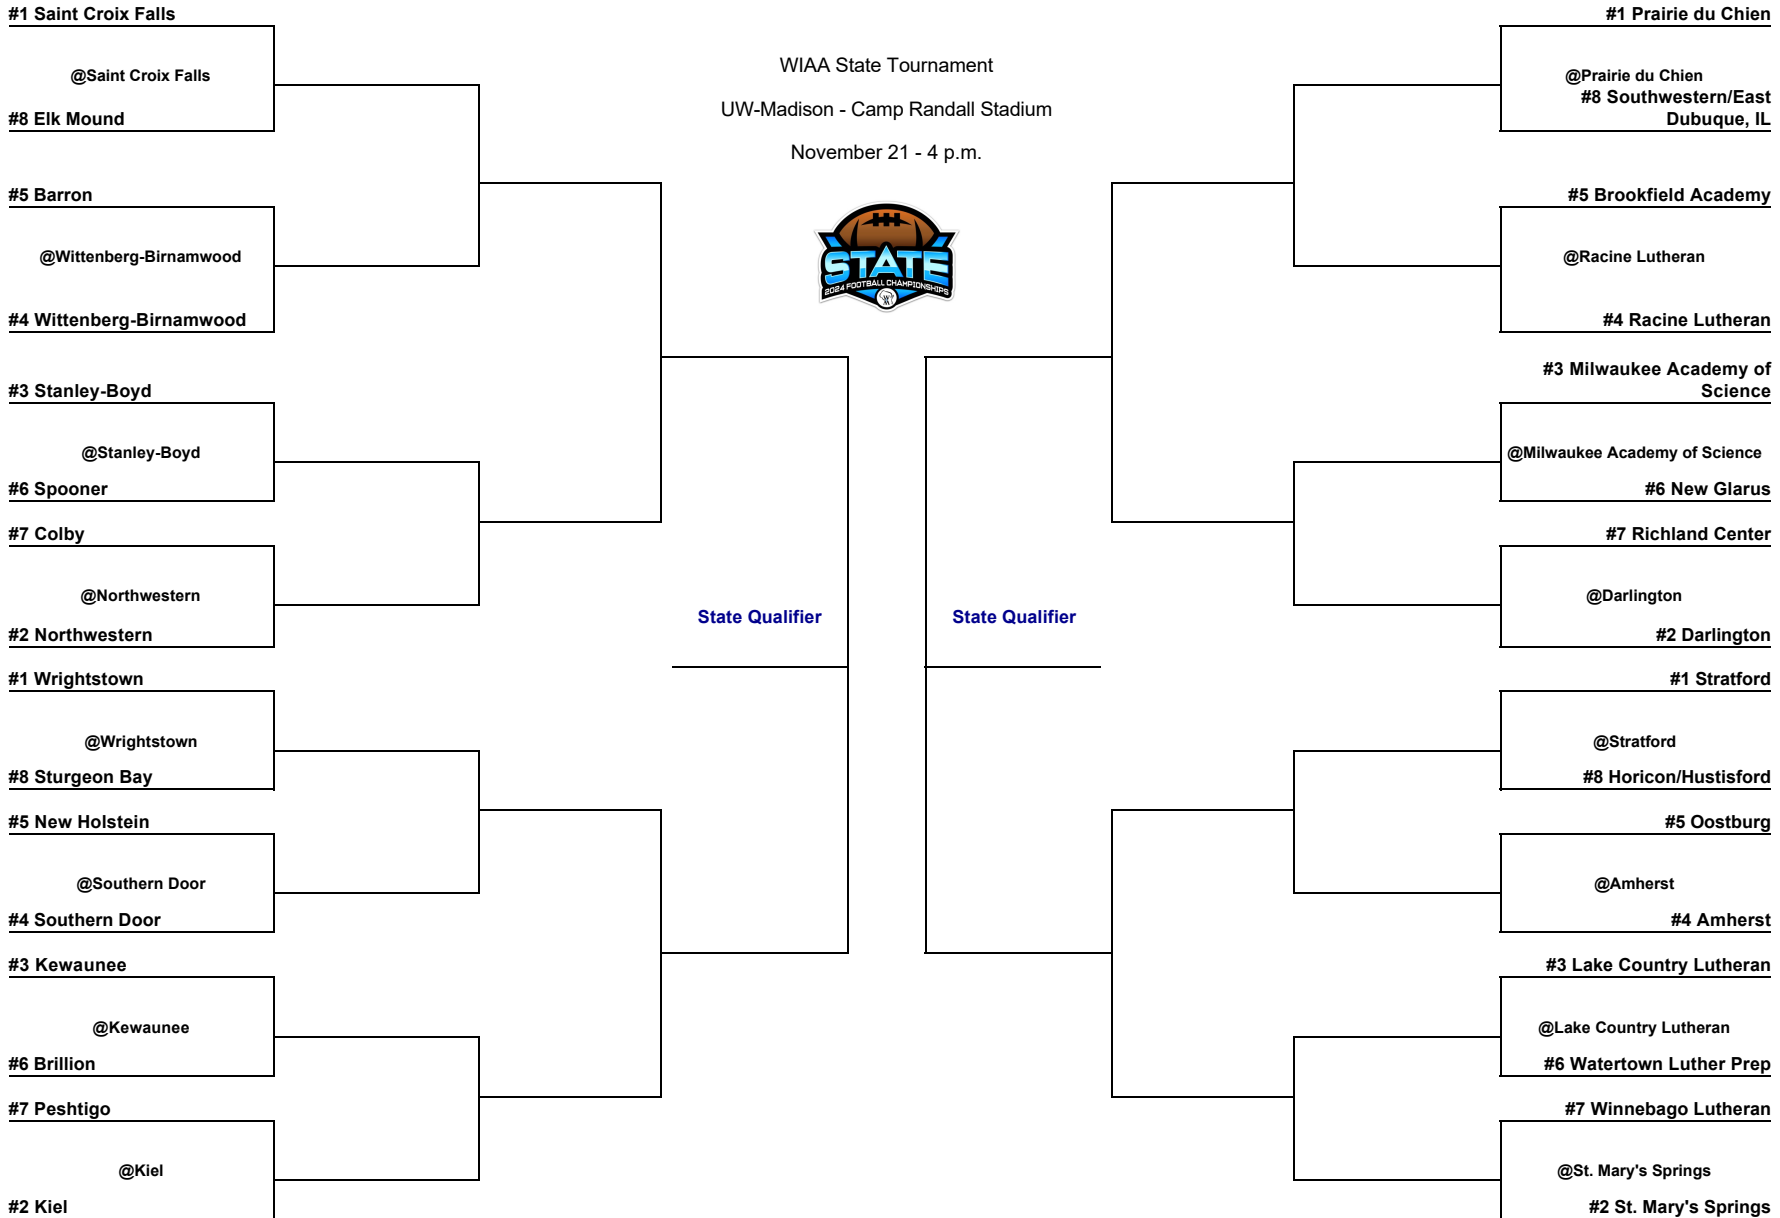 #1 Saint Croix Falls
@Saint Croix Falls
#8 Elk Mound
#5 Barron
@Wittenberg-Birnamwood
#4 Wittenberg-Birnamwood
#3 Stanley-Boyd
@Stanley-Boyd
#6 Spooner
#7 Colby
@Northwestern
#2 Northwestern
#1 Wrightstown
@Wrightstown
#8 Sturgeon Bay
#5 New Holstein
@Southern Door
#4 Southern Door
#3 Kewaunee
@Kewaunee
#6 Brillion
#7 Peshtigo
@Kiel
#2 Kiel
WIAA State Tournament
UW-Madison - Camp Randall Stadium
November 21 - 4 p.m.
STATE
2024 FOOTBALL CHAMPIONSHIPS
State Qualifier
State Qualifier
#1 Prairie du Chien
@Prairie du Chien
#8 Southwestern/East
Dubuque, IL
#5 Brookfield Academy
@Racine Lutheran
#4 Racine Lutheran
#3 Milwaukee Academy of
Science
@Milwaukee Academy of Science
#6 New Glarus
#7 Richland Center
@Darlington
#2 Darlington
#1 Stratford
@Stratford
#8 Horicon/Hustisford
#5 Oostburg
@Amherst
#4 Amherst
#3 Lake Country Lutheran
@Lake Country Lutheran
#6 Watertown Luther Prep
#7 Winnebago Lutheran
@St. Mary's Springs
#2 St. Mary's Springs